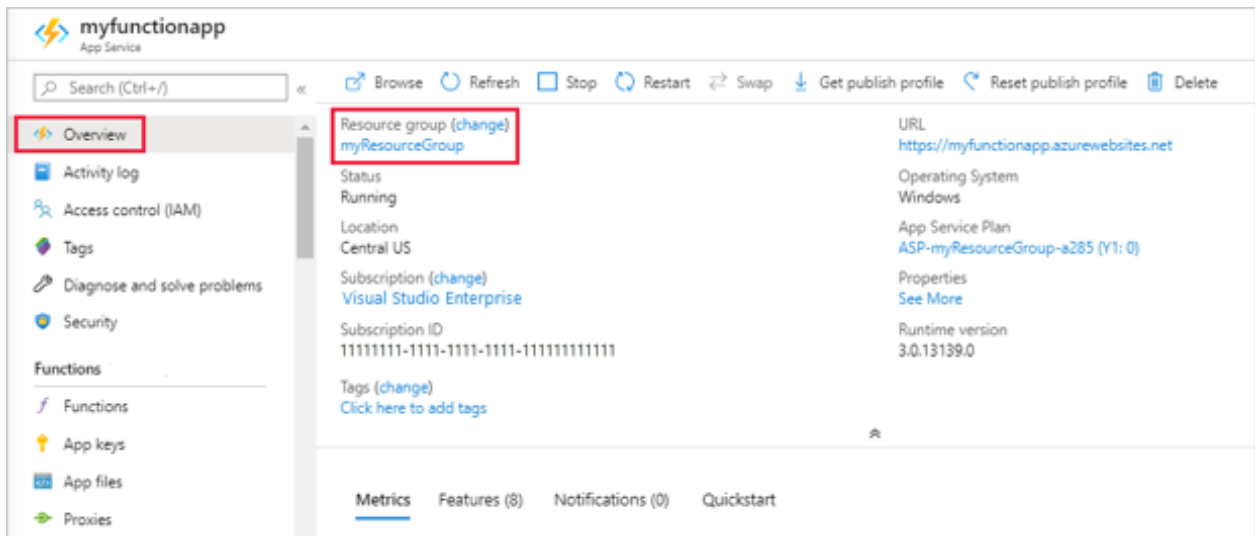 myfunctionapp
App Service
Search (Ctrl+/)
Overview
Activity log
Access control (IAM)
Tags
Diagnose and solve problems
Security
Functions
Functions
App keys
App files
Proxies
Browse Refresh Stop Restart Swap Get publish profile Reset publish profile Delete
Resource group (change)
myResourceGroup
Status
Running
Location
Central US
Subscription (change)
Visual Studio Enterprise
Subscription ID
11111111-1111-1111-1111-111111111111
Tags (change)
Click here to add tags
URL
https://myfunctionapp.azurewebsites.net
Operating System
Windows
App Service Plan
ASP-myResourceGroup-a285 (Y1: 0)
Properties
See More
Runtime version
3.0.13139.0
Metrics Features (8) Notifications (0) Quickstart